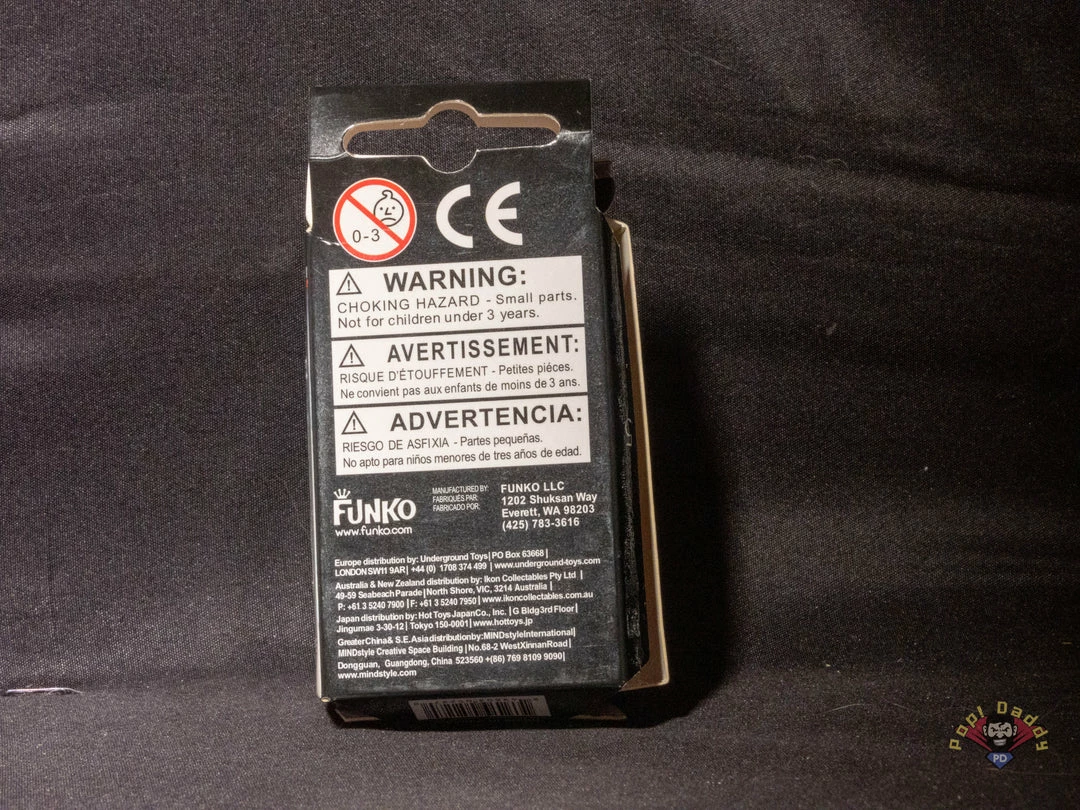 0-3
CE
WARNING:
CHOKING HAZARD - Small parts.
Not for children under 3 years.
AVERTISSEMENT:
RISQUE D'ÉTOUFFEMENT - Petites piéces.
Ne convient pas aux enfants de moins de 3 ans.
ADVERTENCIA:
RIESGO DE ASFIXIA - Partes pequeñas.
No apto para niños menores de tres años de edad.
FUNKO
www.funko.com
MANUFACTURED BY:
FABRIQUÉS PAR:
FABRICADO POR:
FUNKO LLC
1202 Shuksan Way
Everett, WA 98203
(425) 783-3616
Europe distribution by: Underground Toys| PO Box 63668 |
LONDON SW11 9AR| +44 (0) 1708 374 499 | www.underground-toys.com
Australia & New Zealand distribution by: Ikon Collectables Pty Ltd |
49-59 Seabeach Parade| North Shore, VIC, 3214 Australia |
P: +61 3 5240 7900 | F: +61 3 5240 7950 | www.ikoncollectables.com.au
Japan distribution by: Hot Toys JapanCo., Inc. | G Bldg3rd Floor|
Jingumae 3-30-12 | Tokyo 150-0001| www.hottoys.jp
GreaterChina& S.E. Asiadistributionby:MINDstyleInternational|
MINDstyle Creative Space Building | No.68-2 WestXinnanRoad |
Dongguan, Guangdong, China 523560 +(86) 769 8109 9090|
www.mindstyle.com
Pop! Daddy
PD